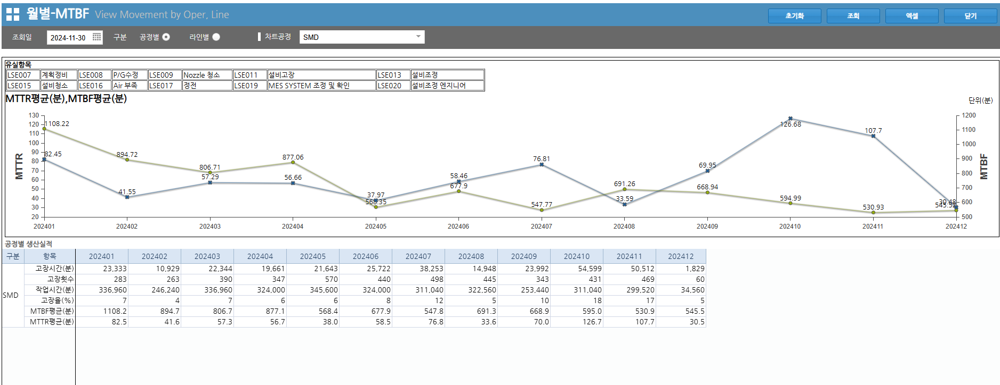 월별-MTBF View Movement by Oper, Line 초기화 조회 엑셀 닫기
조회일 2024-11-30 구분 공정별 라인별 차트공정 SMD
유실항목
LSE007 계획정비 LSE008 P/G수정 LSE009 Nozzle 청소 LSE011 설비고장 LSE013 설비조정
LSE015 설비청소 LSE016 Air 부족 LSE017 정전 LSE019 MES SYSTEM 조정 및 확인 LSE020 설비조정 엔지니어
MTTR평균(분),MTBF평균(분) 단위(분)
MTTR
130
120
110
100
90
80
70
60
50
40
30
20
1108.22 894.72 806.71 877.06 568.35 677.9 547.77 691.26 668.94 594.99 530.93 545.52
82.45 41.55 57.29 56.66 37.97 58.46 76.81 33.59 69.95 126.68 107.7 30.48
1200
1100
1000
900
800
700
600
500
MTBF
202401 202402 202403 202404 202405 202406 202407 202408 202409 202410 202411 202412
공정별 생산실적
구분 항목 202401 202402 202403 202404 202405 202406 202407 202408 202409 202410 202411 202412
SMD
고장시간(분) 23,333 10,929 22,344 19,661 21,643 25,722 38,253 14,948 23,992 54,599 50,512 1,829
고장횟수 283 263 390 347 570 440 498 445 343 431 469 60
작업시간(분) 336,960 246,240 336,960 324,000 345,600 324,000 311,040 322,560 253,440 311,040 299,520 34,560
고장율(%) 7 4 7 6 6 8 12 5 10 18 17 5
MTBF평균(분) 1108.2 894.7 806.7 877.1 568.4 677.9 547.8 691.3 668.9 595.0 530.9 545.5
MTTR평균(분) 82.5 41.6 57.3 56.7 38.0 58.5 76.8 33.6 70.0 126.7 107.7 30.5